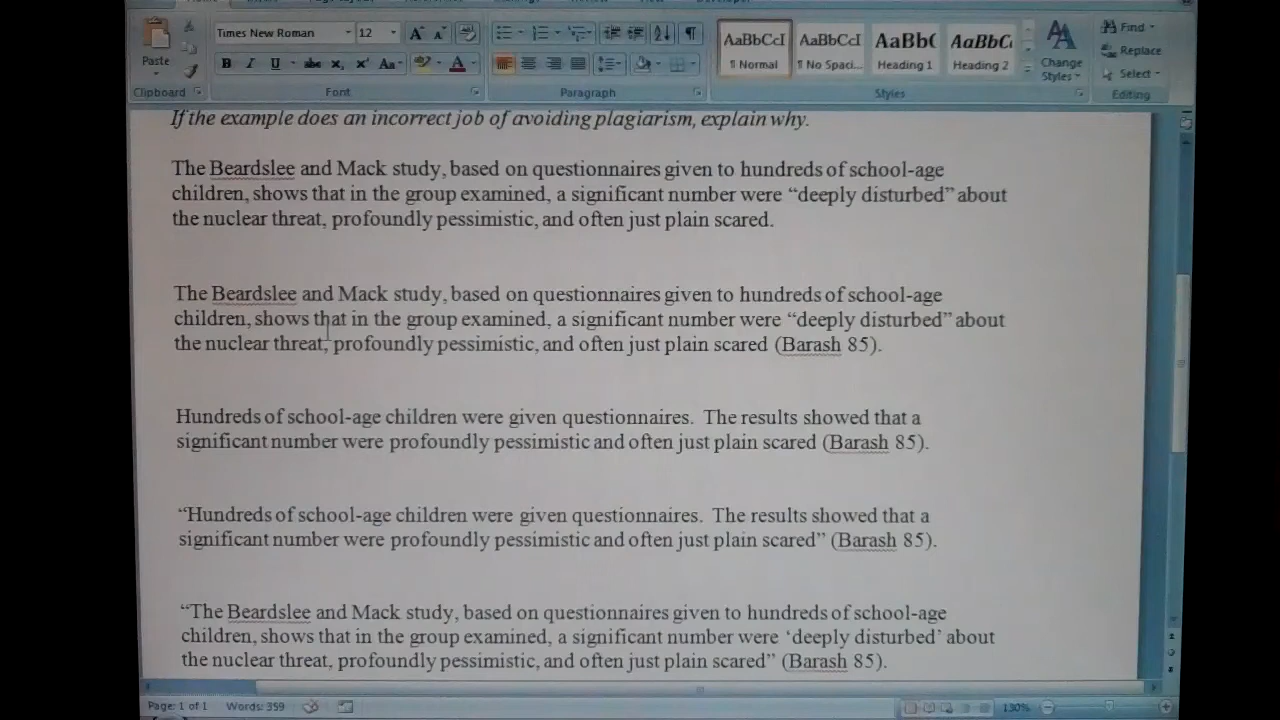 Times New Roman 12
Paste
B I U abc x, x' Aa
Clipboard Font Paragraph
AaBbCcI AaBbCcI AaBb( AaBbC
¶ Normal ¶ No Spaci... Heading 1 Heading 2
Change Styles
Styles
Find
Replace
Select
Editing
If the example does an incorrect job of avoiding plagiarism, explain why.
The Beardslee and Mack study, based on questionnaires given to hundreds of school-age
children, shows that in the group examined, a significant number were “deeply disturbed” about
the nuclear threat, profoundly pessimistic, and often just plain scared.
The Beardslee and Mack study, based on questionnaires given to hundreds of school-age
children, shows that in the group examined, a significant number were “deeply disturbed” about
the nuclear threat, profoundly pessimistic, and often just plain scared (Barash 85).
Hundreds of school-age children were given questionnaires. The results showed that a
significant number were profoundly pessimistic and often just plain scared (Barash 85).
“Hundreds of school-age children were given questionnaires. The results showed that a
significant number were profoundly pessimistic and often just plain scared” (Barash 85).
“The Beardslee and Mack study, based on questionnaires given to hundreds of school-age
children, shows that in the group examined, a significant number were ‘deeply disturbed’ about
the nuclear threat, profoundly pessimistic, and often just plain scared” (Barash 85).
Page: 1 of 1 Words: 359 130%